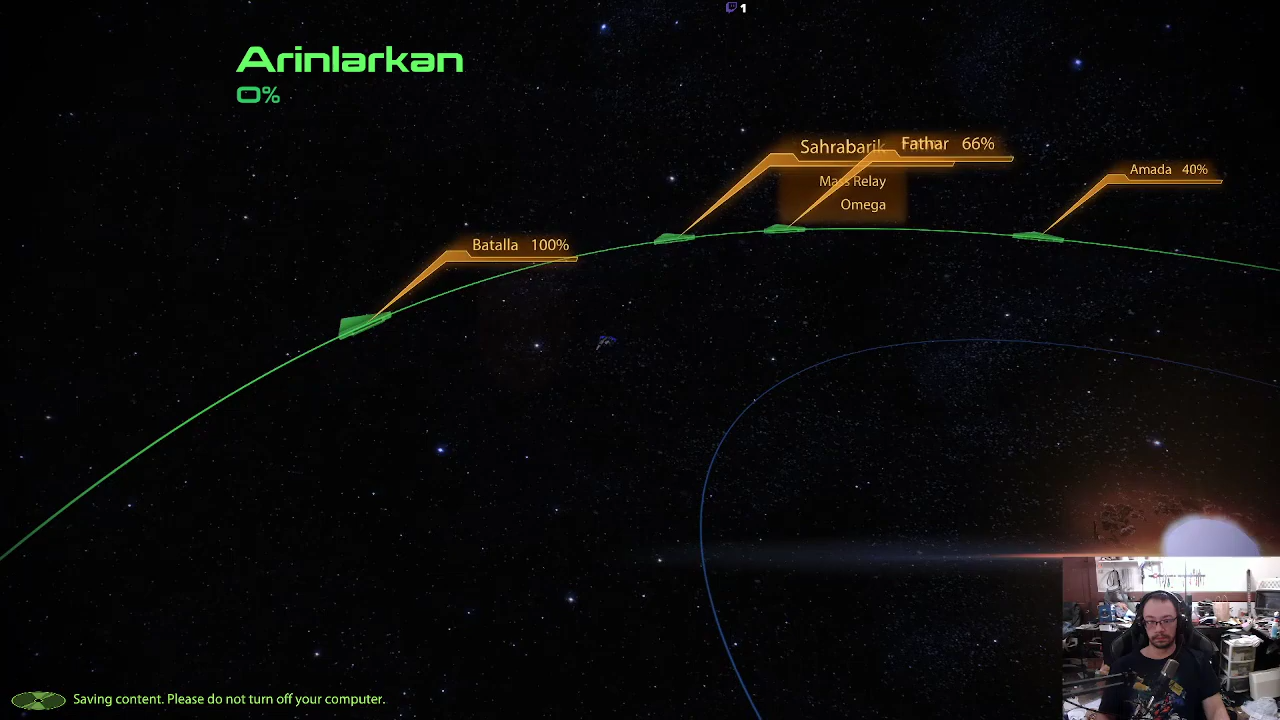 1
Arinlarkan
0%
Sahrabarik
Fathar 66%
Mass Relay
Omega
Amada 40%
Batalla 100%
Saving content. Please do not turn off your computer.